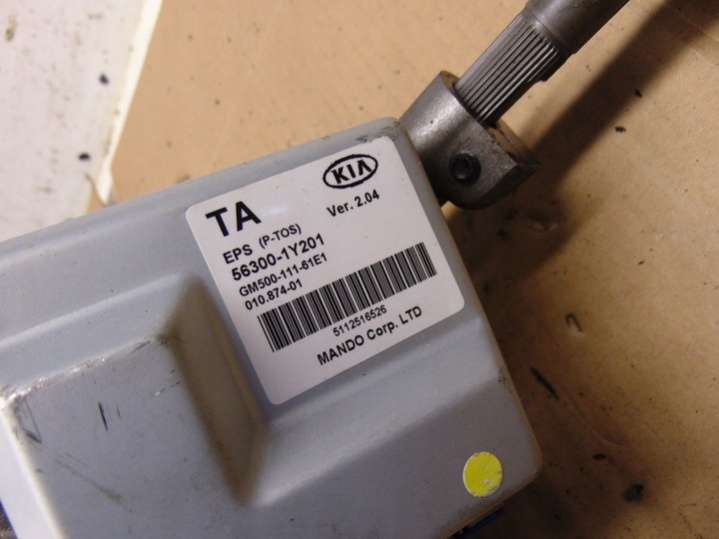 KIA
TA
Ver. 2.04
EPS (P-TOS)
56300-1Y201
GM500-111-61E1
010.874-01
5112516526
MANDO Corp. LTD